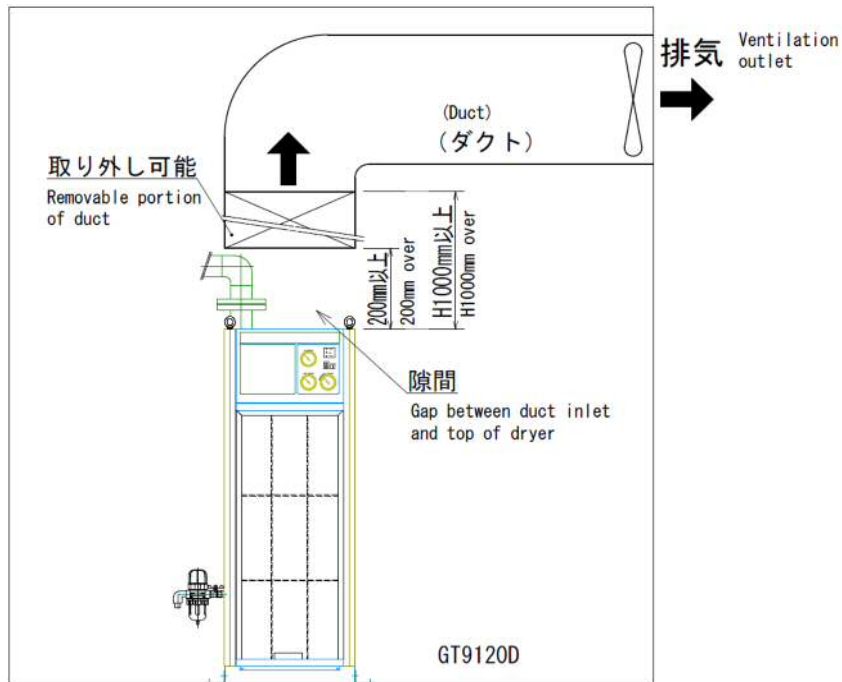 排気
Ventilation
outlet
(Duct)
(ダクト)
取り外し可能
Removable portion
of duct
200mm以上
200mm over
H1000mm以上
H1000mm over
隙間
Gap between duct inlet
and top of dryer
GT9120D